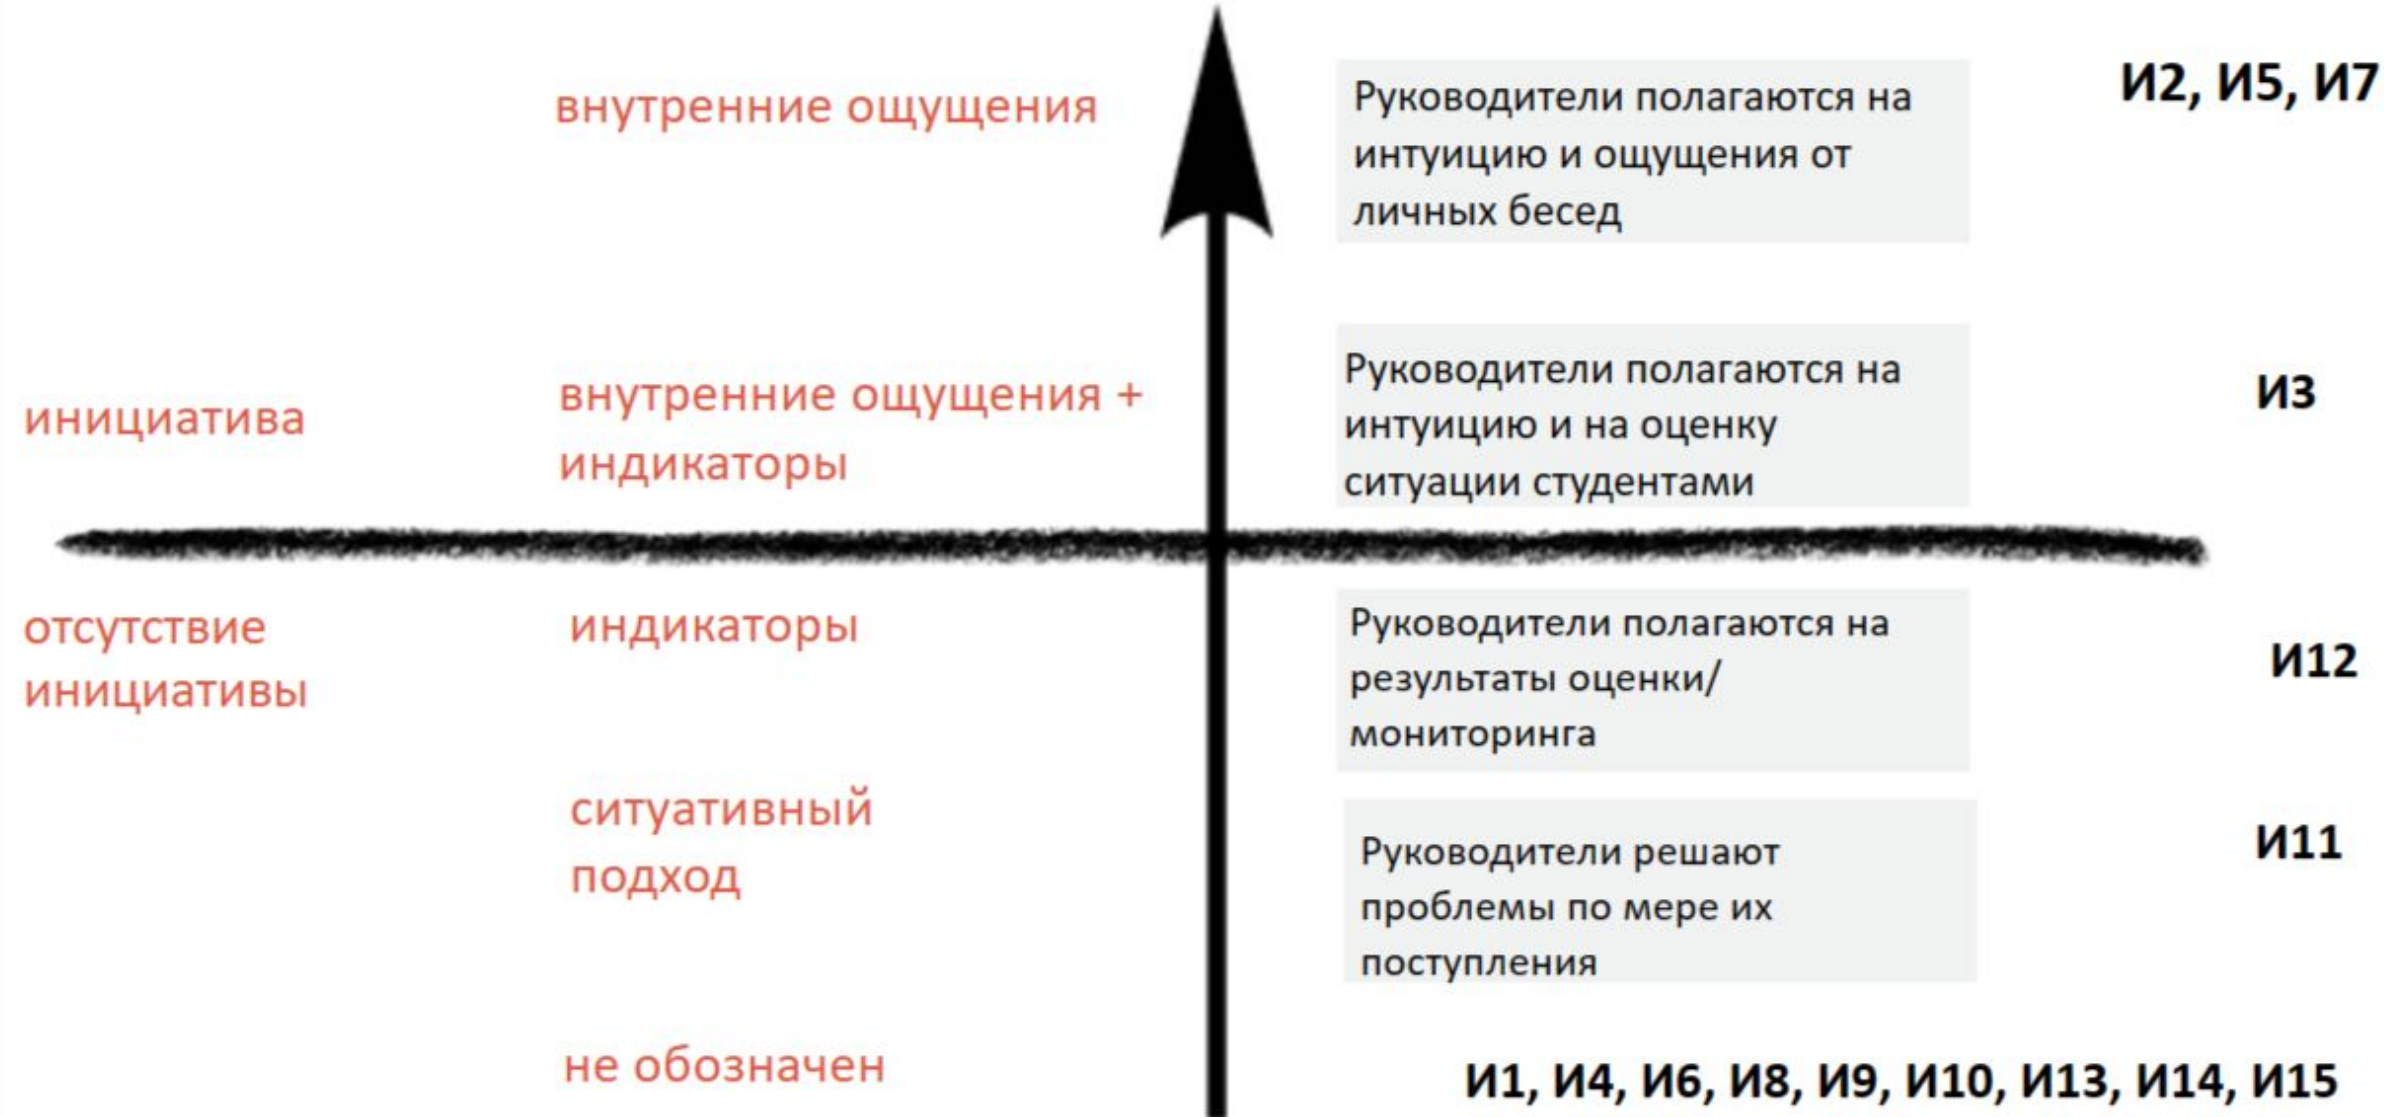 внутренние ощущения
Руководители полагаются на
интуицию и ощущения от
личных бесед
И2, И5, И7
инициатива
внутренние ощущения +
индикаторы
Руководители полагаются на
интуицию и на оценку
ситуации студентами
И3
отсутствие
инициативы
индикаторы
Руководители полагаются на
результаты оценки/
мониторинга
И12
ситуативный
подход
Руководители решают
проблемы по мере их
поступления
И11
не обозначен
И1, И4, И6, И8, И9, И10, И13, И14, И15